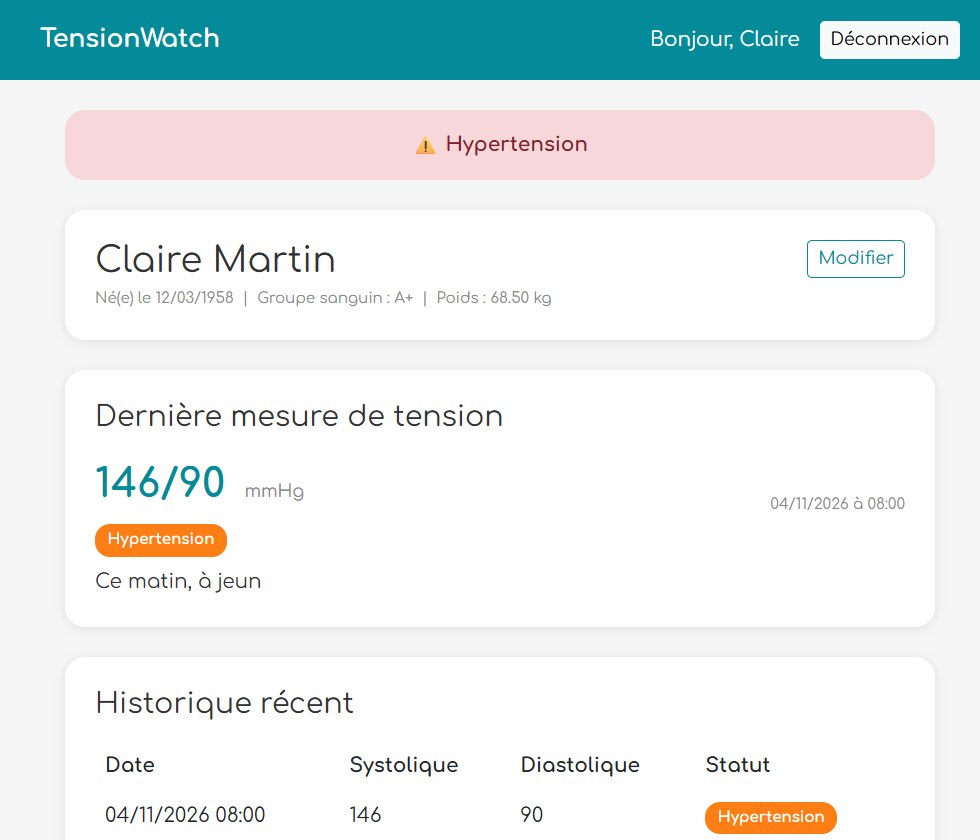 TensionWatch
Bonjour, Claire
Déconnexion
⚠️ Hypertension
Claire Martin
Modifier
Né(e) le 12/03/1958 | Groupe sanguin : A+ | Poids : 68.50 kg
Dernière mesure de tension
146/90 mmHg
04/11/2026 à 08:00
Hypertension
Ce matin, à jeun
Historique récent
Date Systolique Diastolique Statut
04/11/2026 08:00 146 90 Hypertension